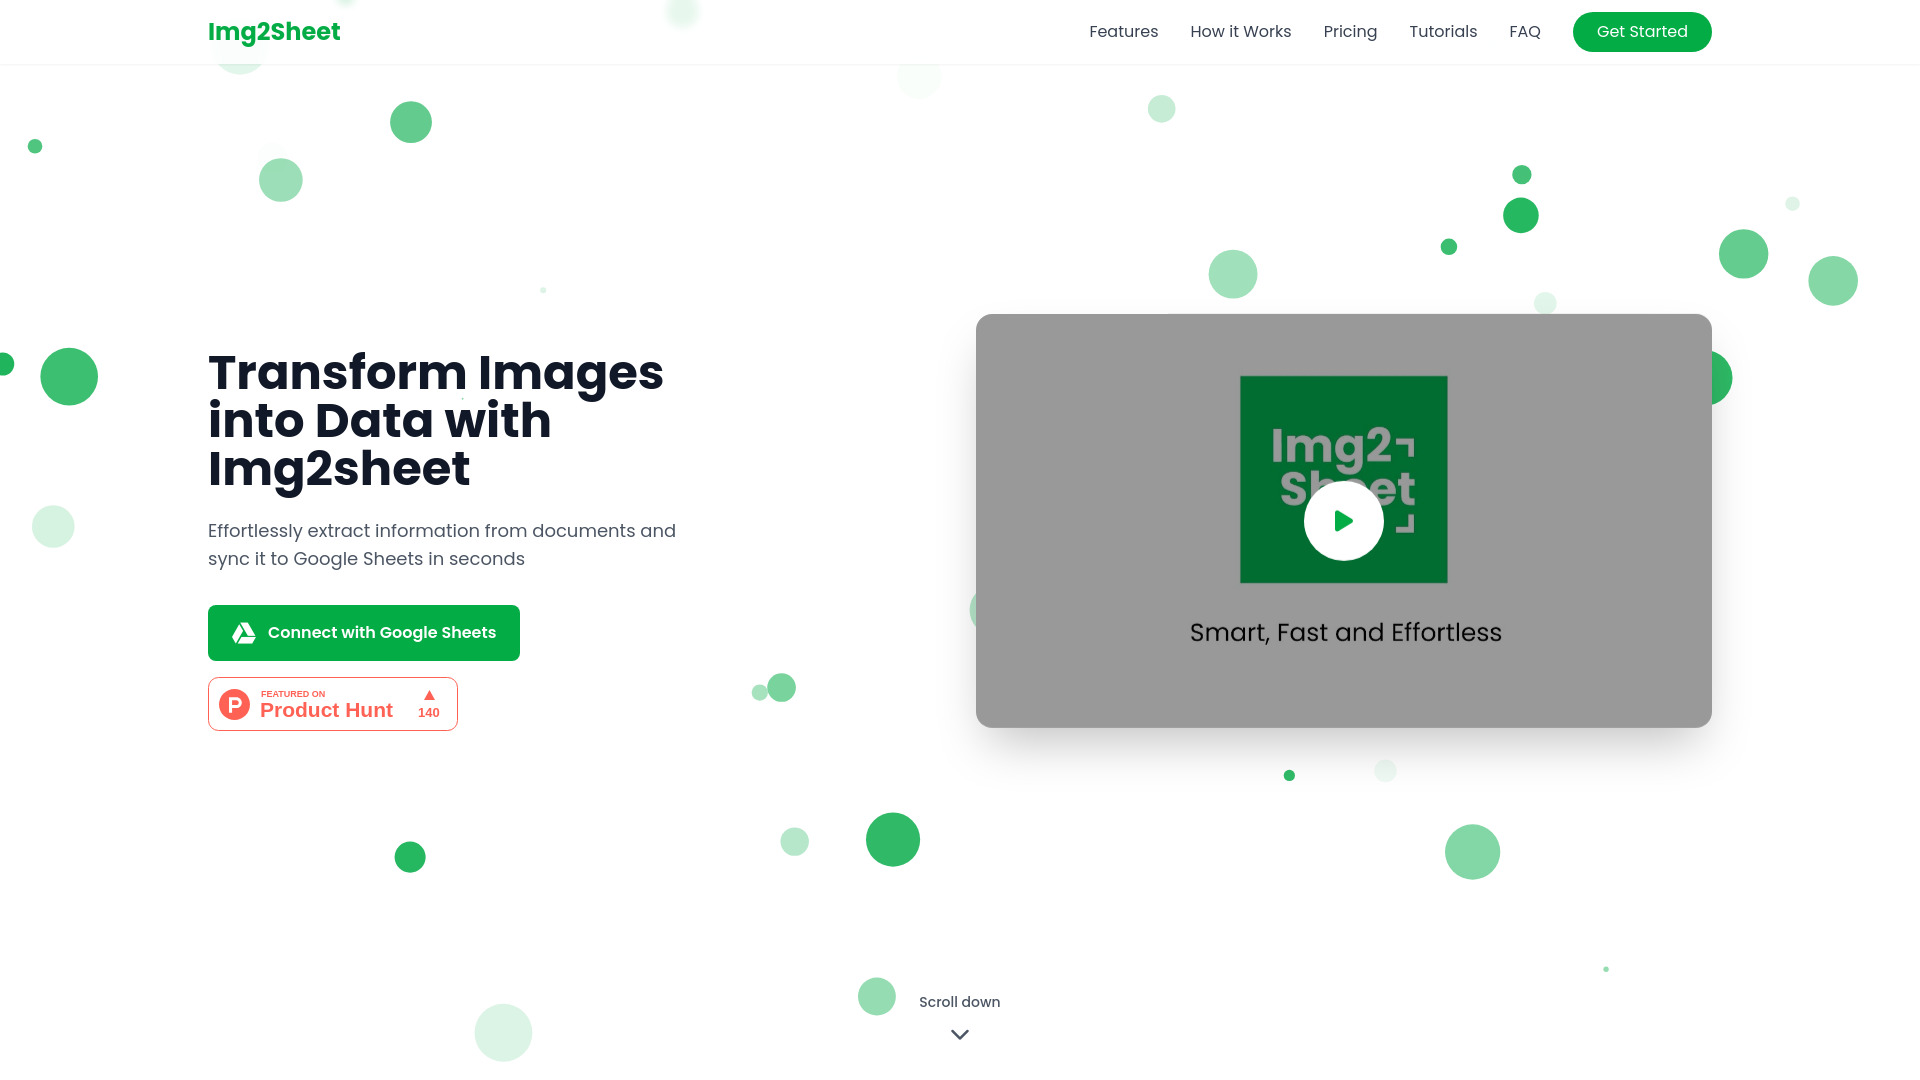 Img2Sheet
Features
How it Works
Pricing
Tutorials
FAQ
Get Started
Transform Images
into Data with
Img2sheet
Effortlessly extract information from documents and
sync it to Google Sheets in seconds
Connect with Google Sheets
FEATURED ON
Product Hunt
140
Img2
Sheet
Smart, Fast and Effortless
Scroll down